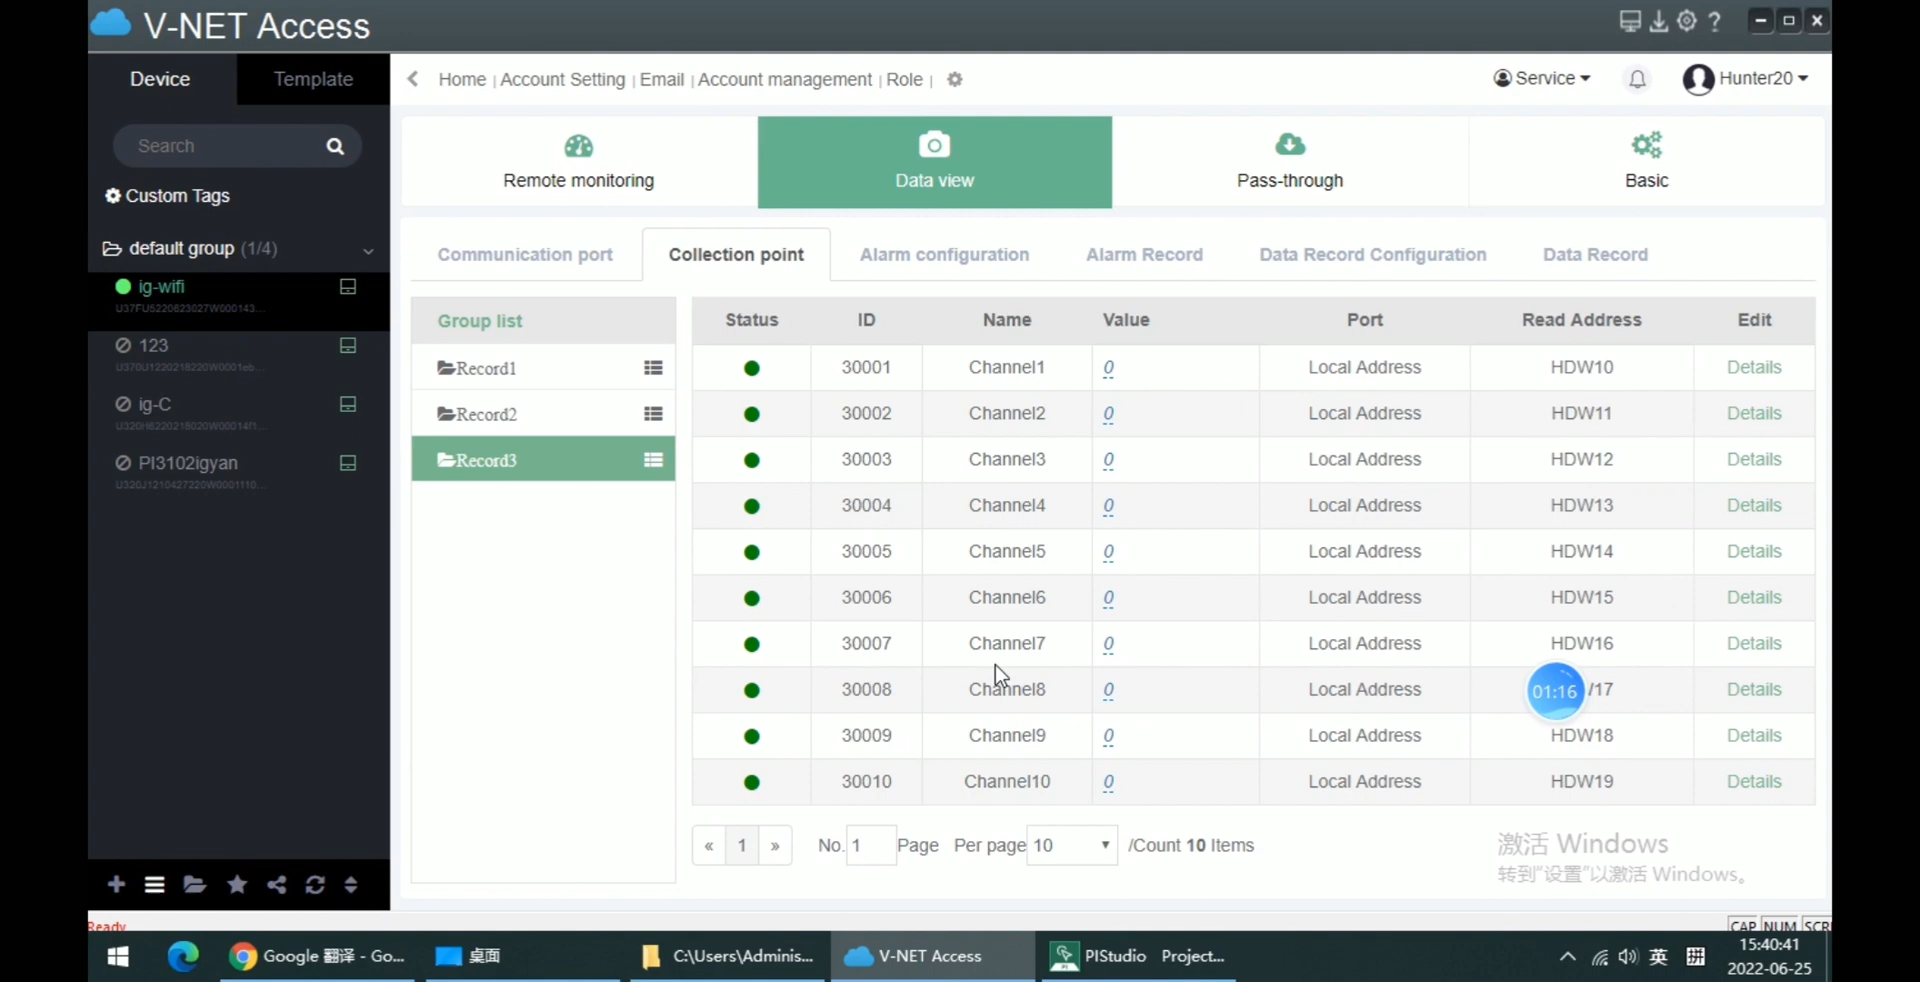 V-NET Access
Device
Template
Home | Account Setting | Email | Account management | Role |
Service
Hunter20
Search
Custom Tags
default group (1/4)
ig-wifi
123
ig-C
PI3102igyan
Remote monitoring
Data view
Pass-through
Basic
Communication port
Collection point
Alarm configuration
Alarm Record
Data Record Configuration
Data Record
Group list
Record1
Record2
Record3
Status ID Name Value Port Read Address Edit
30001 Channel1 0 Local Address HDW10 Details
30002 Channel2 0 Local Address HDW11 Details
30003 Channel3 0 Local Address HDW12 Details
30004 Channel4 0 Local Address HDW13 Details
30005 Channel5 0 Local Address HDW14 Details
30006 Channel6 0 Local Address HDW15 Details
30007 Channel7 0 Local Address HDW16 Details
30008 Channel8 0 Local Address /17 Details
01:16
30009 Channel9 0 Local Address HDW18 Details
30010 Channel10 0 Local Address HDW19 Details
« 1 » No. 1 Page Per page 10 /Count 10 Items
激活 Windows
转到"设置"以激活 Windows。
Ready
CAP NUM SCR
Google 翻译 - Go...
桌面
C:\Users\Adminis...
V-NET Access
PIStudio Project...
英
拼
15:40:41
2022-06-25